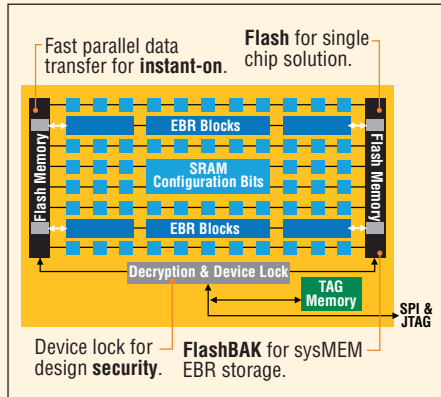 Fast parallel data
transfer for instant-on.
Flash for single
chip solution.
EBR Blocks
Flash Memory
SRAM
Configuration Bits
Flash Memory
EBR Blocks
Decryption & Device Lock
TAG
Memory
SPI &
JTAG
Device lock for
design security.
FlashBAK for sysMEM
EBR storage.